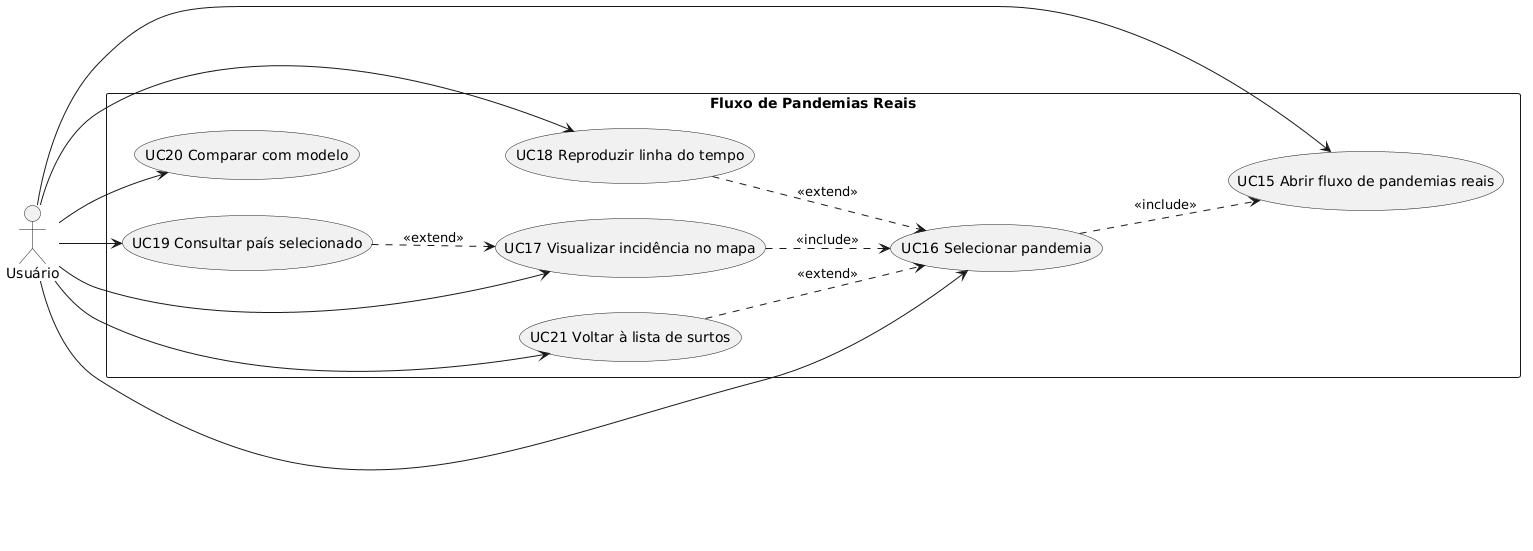 Fluxo de Pandemias Reais
UC20 Comparar com modelo
UC18 Reproduzir linha do tempo
«extend»
UC15 Abrir fluxo de pandemias reais
«include»
Usuário
UC19 Consultar país selecionado
«extend»
UC17 Visualizar incidência no mapa
«include»
UC16 Selecionar pandemia
«extend»
UC21 Voltar à lista de surtos